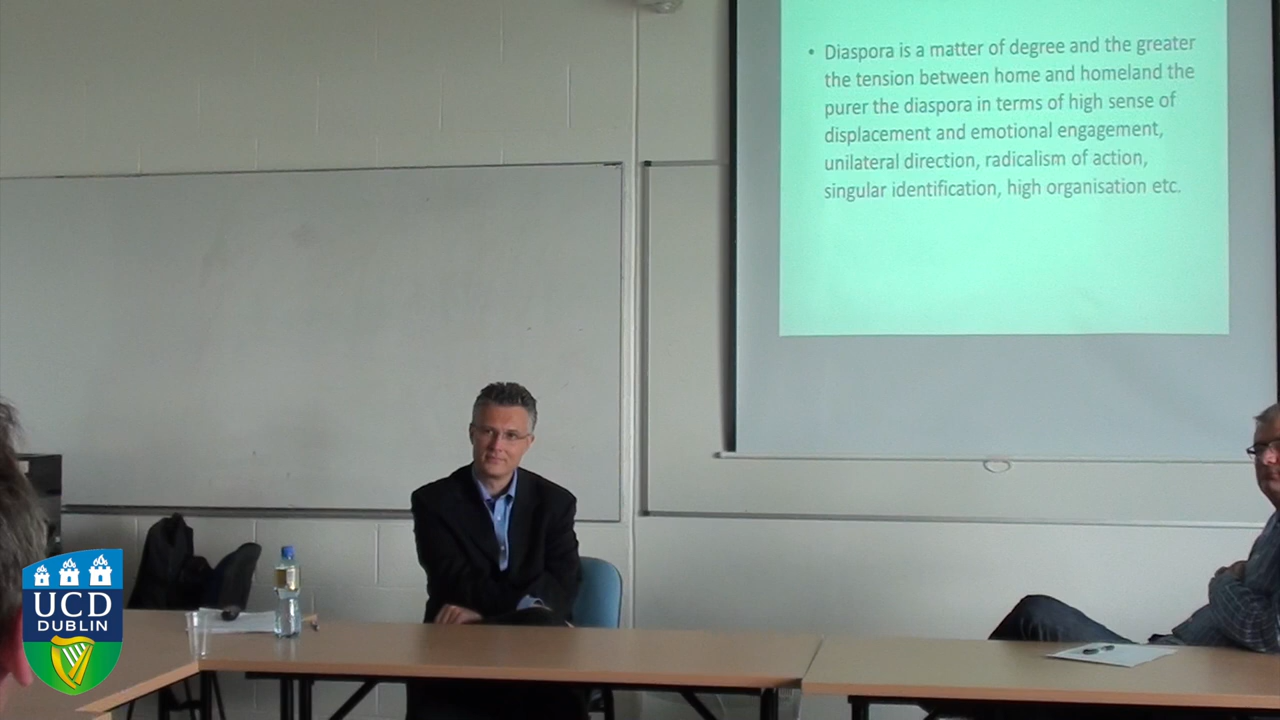 • Diaspora is a matter of degree and the greater
the tension between home and homeland the
purer the diaspora in terms of high sense of
displacement and emotional engagement,
unilateral direction, radicalism of action,
singular identification, high organisation etc.
UCD
DUBLIN